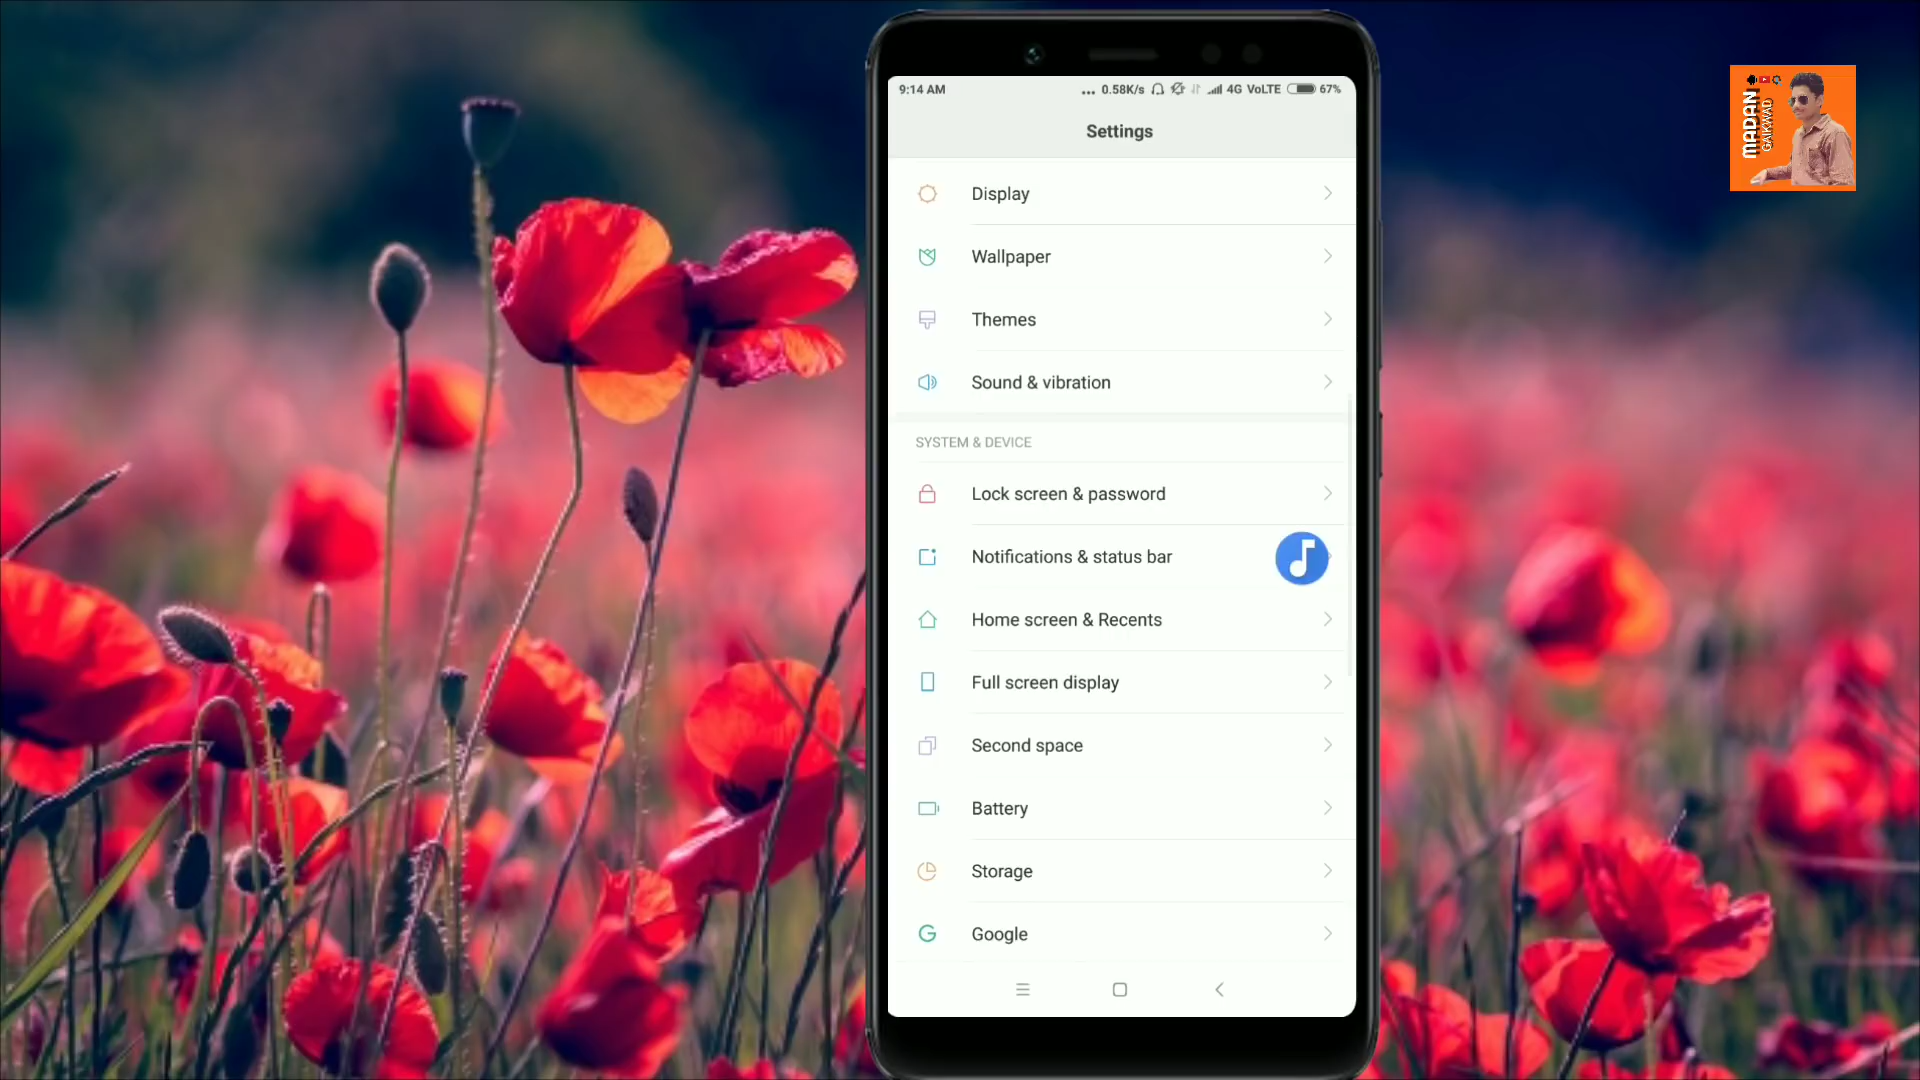 9:14 AM
... 0.58K/s 4G VoLTE 67%
Settings
Display
Wallpaper
Themes
Sound & vibration
SYSTEM & DEVICE
Lock screen & password
Notifications & status bar
Home screen & Recents
Full screen display
Second space
Battery
Storage
Google
MADAN
GAIKWAD